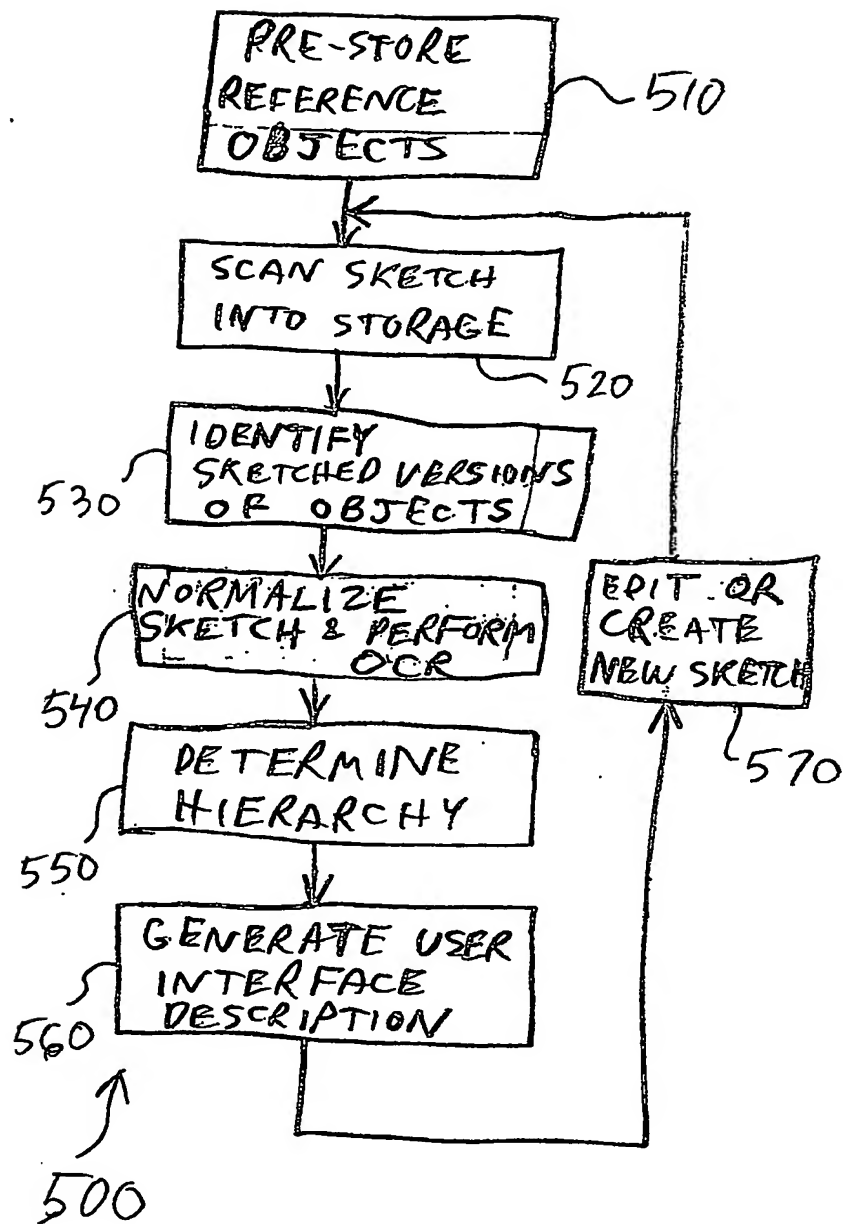 PRE-STORE
REFERENCE
OBJECTS
510
SCAN SKETCH
INTO STORAGE
520
IDENTIFY
SKETCHED VERSIONS
OF OBJECTS
530
NORMALIZE
SKETCH & PERFORM
OCR
540
EDIT OR
CREATE
NEW SKETCH
570
DETERMINE
HIERARCHY
550
GENERATE USER
INTERFACE
DESCRIPTION
560
500